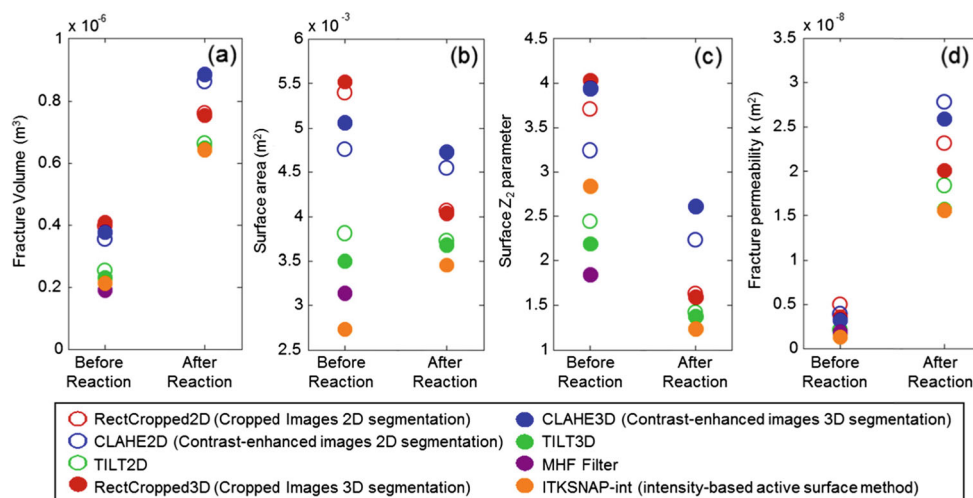 x 10⁻⁶
(a)
Fracture Volume (m³)
1
0.8
0.6
0.4
0.2
0
Before Reaction
After Reaction
x 10⁻³
(b)
Surface area (m²)
6
5.5
5
4.5
4
3.5
3
2.5
Before Reaction
After Reaction
(c)
Surface Z₂ parameter
4.5
4
3.5
3
2.5
2
1.5
1
Before Reaction
After Reaction
x 10⁻⁸
(d)
Fracture permeability k (m²)
3.5
3
2.5
2
1.5
1
0.5
0
Before Reaction
After Reaction
RectCropped2D (Cropped Images 2D segmentation)
CLAHE2D (Contrast-enhanced images 2D segmentation)
TILT2D
RectCropped3D (Cropped Images 3D segmentation)
CLAHE3D (Contrast-enhanced images 3D segmentation)
TILT3D
MHF Filter
ITKSNAP-int (intensity-based active surface method)